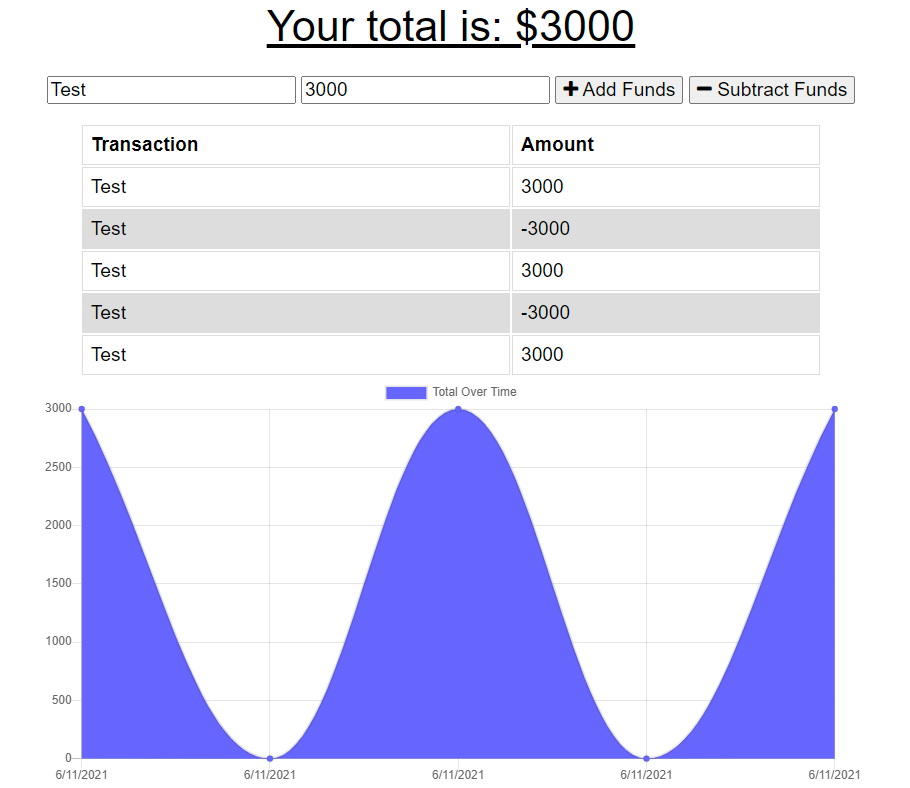 Your total is: $3000
Test 3000 Add Funds Subtract Funds
Transaction Amount
Test 3000
Test -3000
Test 3000
Test -3000
Test 3000
Total Over Time
3000
2500
2000
1500
1000
500
0
6/11/2021 6/11/2021 6/11/2021 6/11/2021 6/11/2021